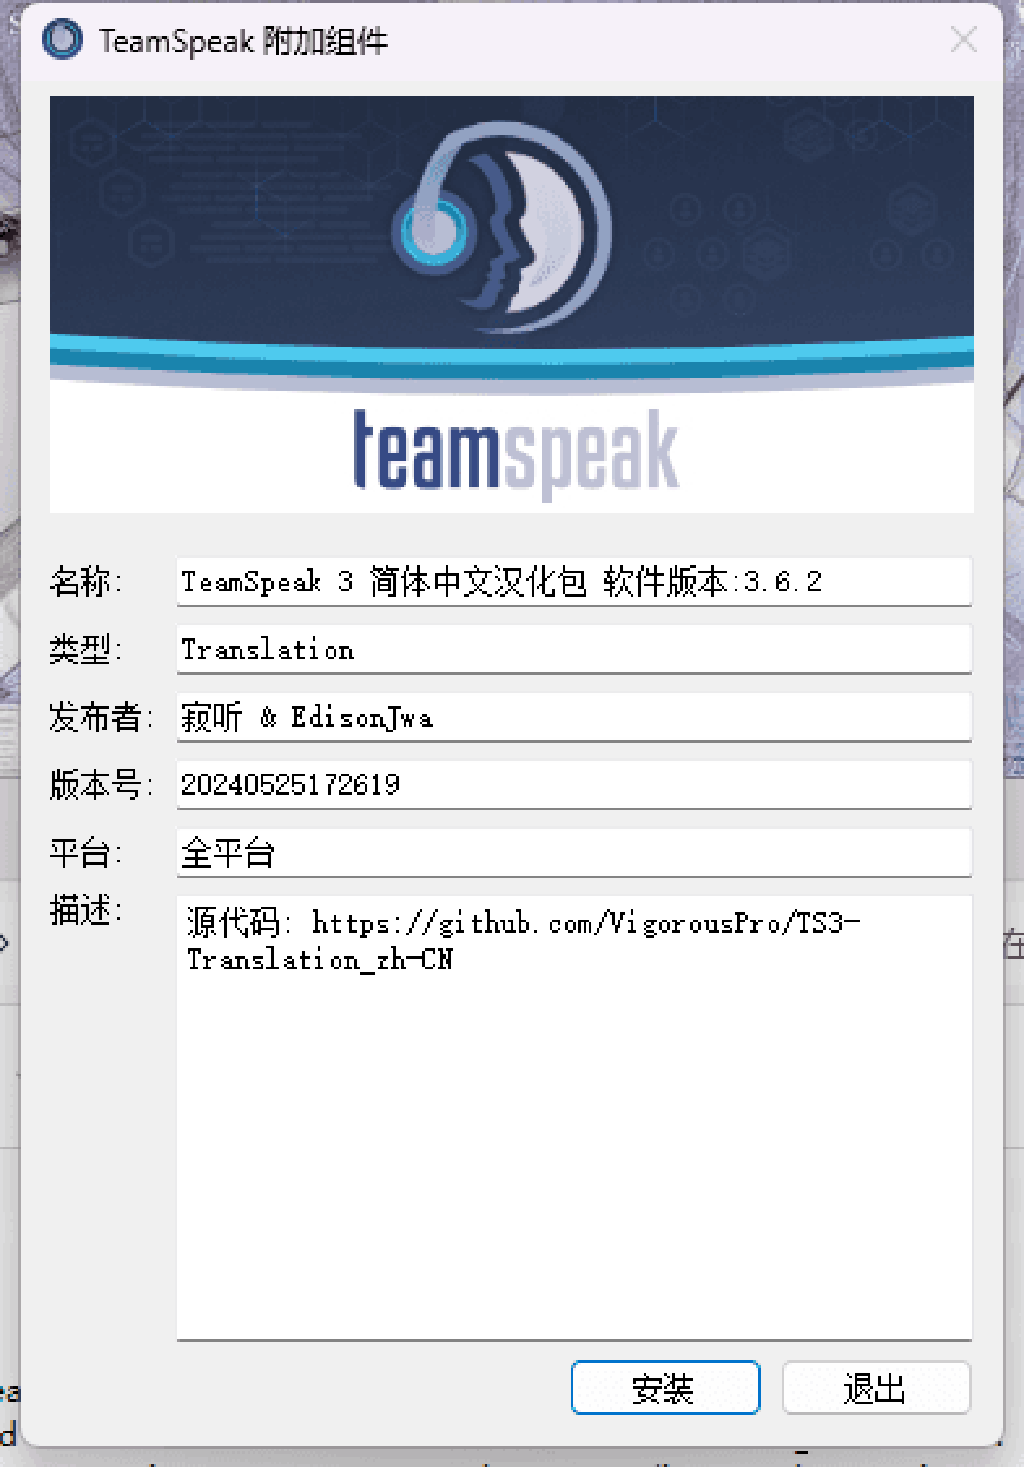 TeamSpeak 附加组件
teamspeak
名称: TeamSpeak 3 简体中文汉化包 软件版本:3.6.2
类型: Translation
发布者: 寂听 & EdisonJwa
版本号: 20240525172619
平台: 全平台
描述: 源代码: https://github.com/VigorousPro/TS3-
Translation_zh-CN
在
ea
d
安装 退出